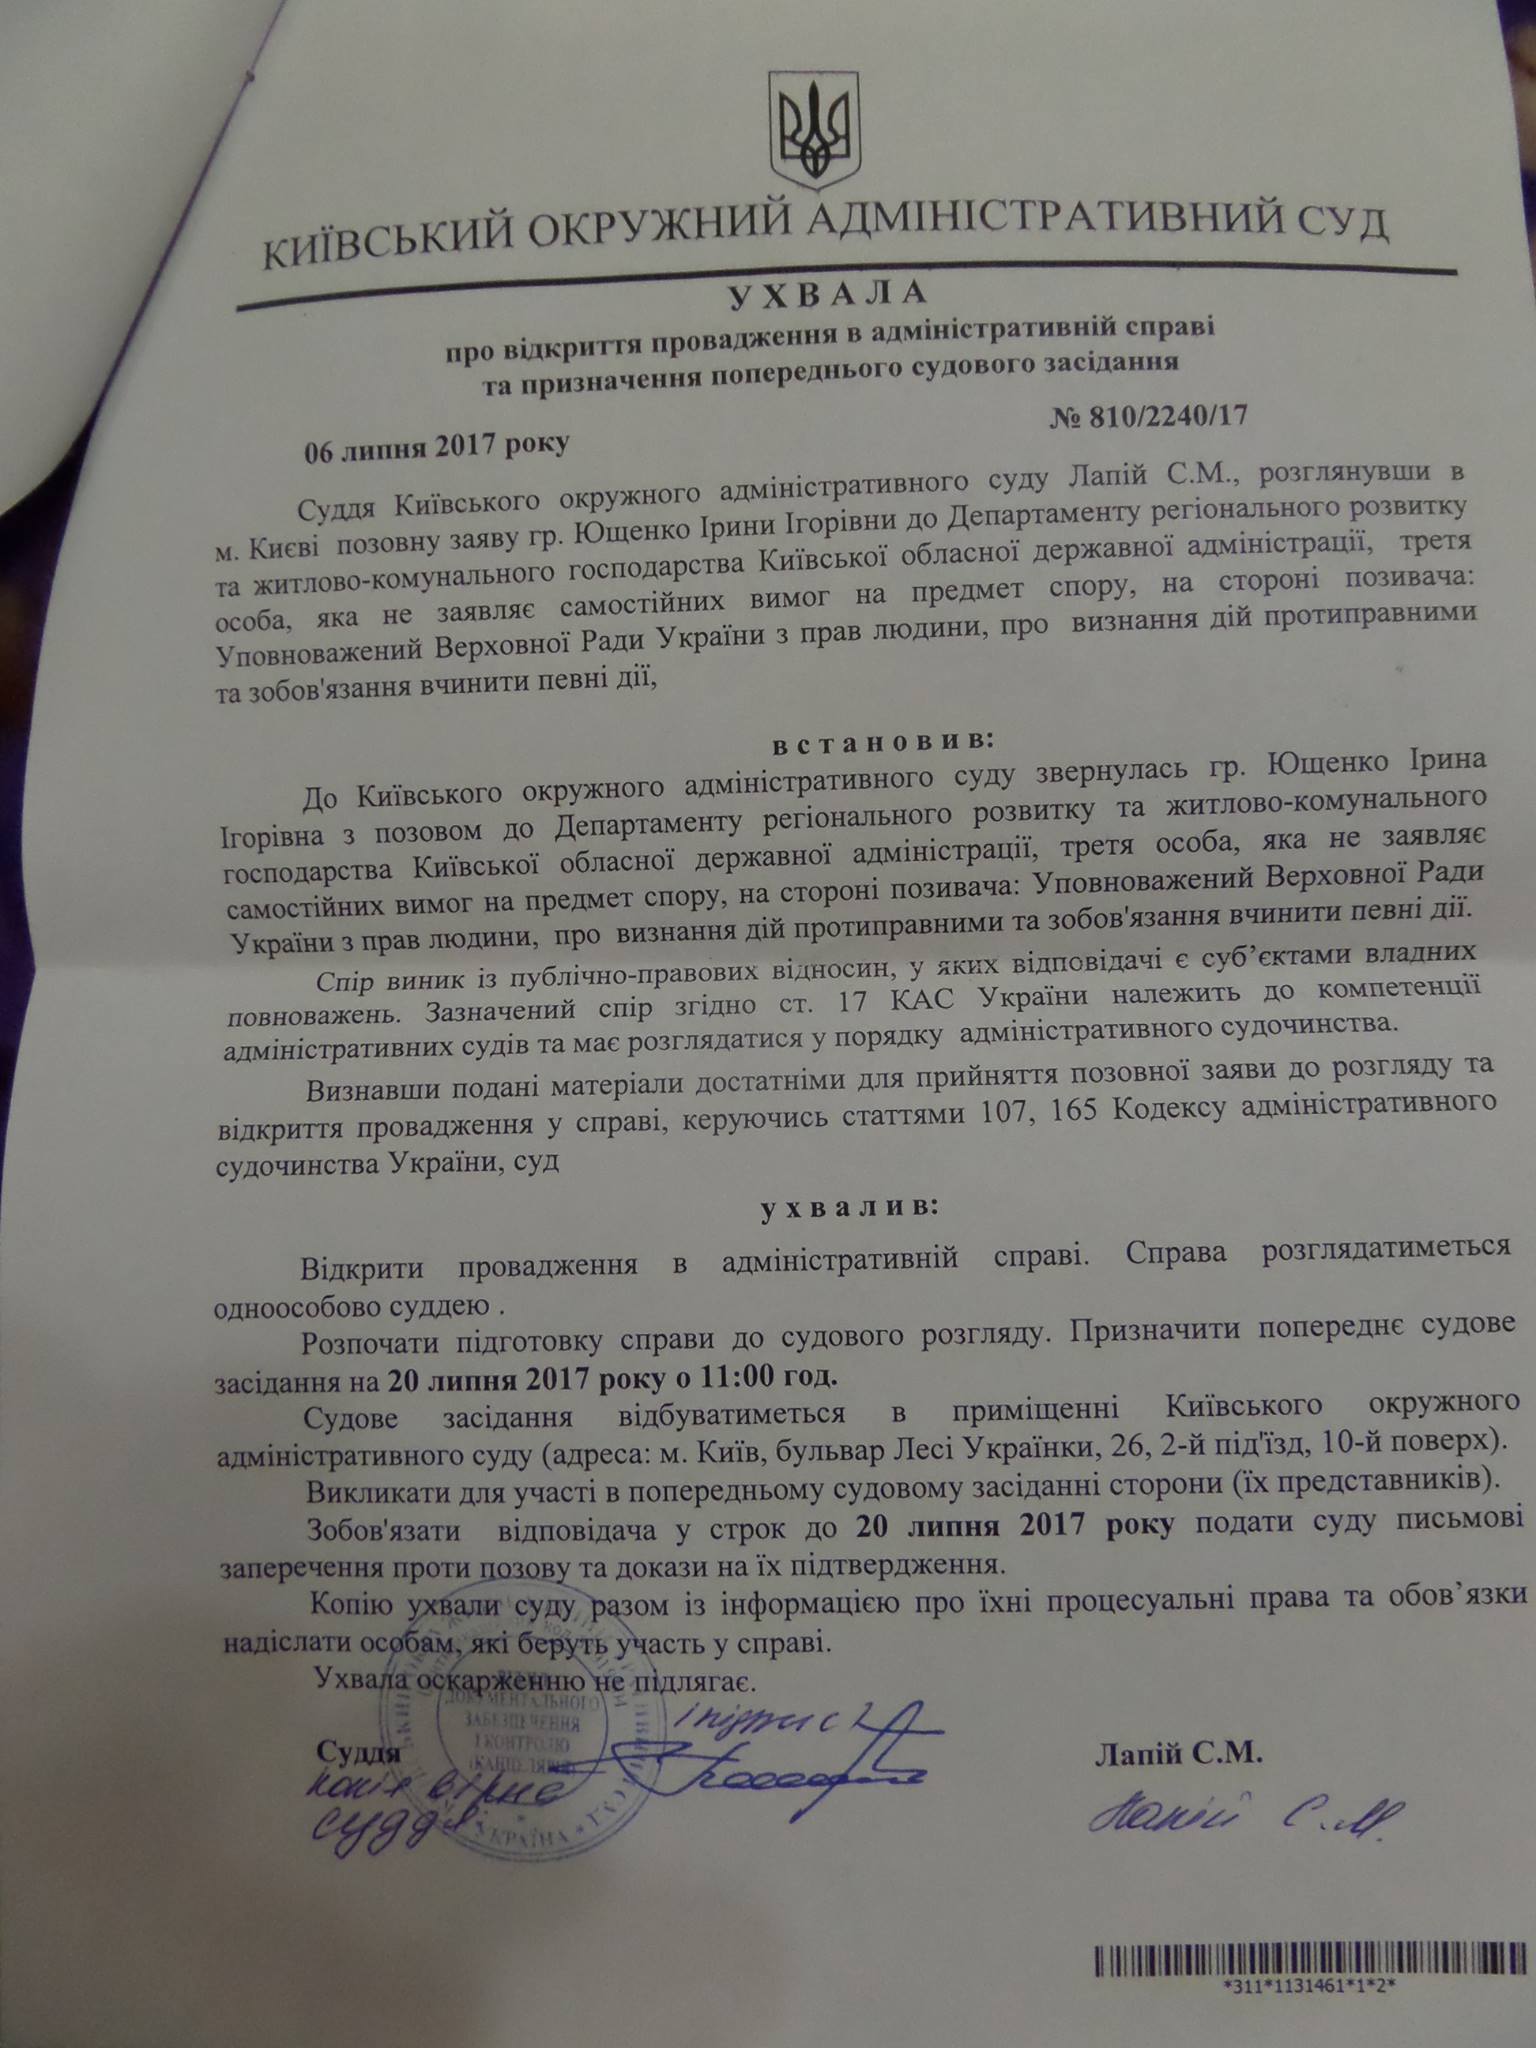 КИЇВСЬКИЙ ОКРУЖНИЙ АДМІНІСТРАТИВНИЙ СУД
У Х В А Л А
про відкриття провадження в адміністративній справі
та призначення попереднього судового засідання
№ 810/2240/17
06 липня 2017 року
Суддя Київського окружного адміністративного суду Лапій С.М., розглянувши в
м. Києві позовну заяву гр. Ющенко Ірини Ігорівни до Департаменту регіонального розвитку
та житлово-комунального господарства Київської обласної державної адміністрації, третя
особа, яка не заявляє самостійних вимог на предмет спору, на стороні позивача:
Уповноважений Верховної Ради України з прав людини, про визнання дій протиправними
та зобов'язання вчинити певні дії,
в с т а н о в и в:
До Київського окружного адміністративного суду звернулась гр. Ющенко Ірина
Ігорівна з позовом до Департаменту регіонального розвитку та житлово-комунального
господарства Київської обласної державної адміністрації, третя особа, яка не заявляє
самостійних вимог на предмет спору, на стороні позивача: Уповноважений Верховної Ради
України з прав людини, про визнання дій протиправними та зобов'язання вчинити певні дії.
Спір виник із публічно-правових відносин, у яких відповідачі є суб’єктами владних
повноважень. Зазначений спір згідно ст. 17 КАС України належить до компетенції
адміністративних судів та має розглядатися у порядку адміністративного судочинства.
Визнавши подані матеріали достатніми для прийняття позовної заяви до розгляду та
відкриття провадження у справі, керуючись статтями 107, 165 Кодексу адміністративного
судочинства України, суд
у х в а л и в:
Відкрити провадження в адміністративній справі. Справа розглядатиметься
одноособово суддею .
Розпочати підготовку справи до судового розгляду. Призначити попереднє судове
засідання на 20 липня 2017 року о 11:00 год.
Судове засідання відбуватиметься в приміщенні Київського окружного
адміністративного суду (адреса: м. Київ, бульвар Лесі Українки, 26, 2-й під'їзд, 10-й поверх).
Викликати для участі в попередньому судовому засіданні сторони (їх представників).
Зобов'язати відповідача у строк до 20 липня 2017 року подати суду письмові
заперечення проти позову та докази на їх підтвердження.
Копію ухвали суду разом із інформацією про їхні процесуальні права та обов’язки
надіслати особам, які беруть участь у справі.
Ухвала оскарженню не підлягає.
ДОКУМЕНТАЛЬНОГО
ЗАБЕЗПЕЧЕННЯ
І КОНТРОЛЮ
(КАНЦЕЛЯРІЯ)
УКРАЇНА
/підпис/
Суддя
Лапій С.М.
копія вірна
суддя
Лапій С.М.
*311*1131461*1*2*